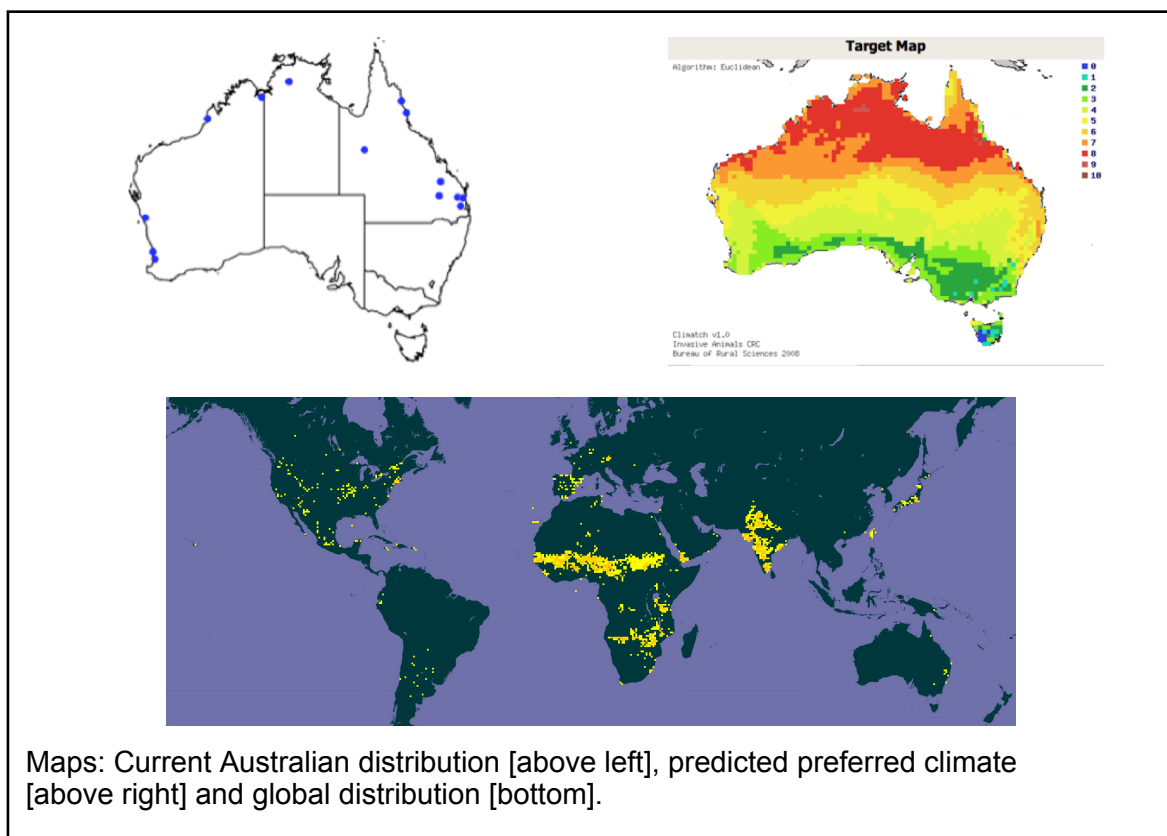 Target Map
Algorithm: Euclidean
0
1
2
3
4
5
6
7
8
9
10
Climatch v1.0
Invasive Animals CRC
Bureau of Rural Sciences 2008
Maps: Current Australian distribution [above left], predicted preferred climate
[above right] and global distribution [bottom].